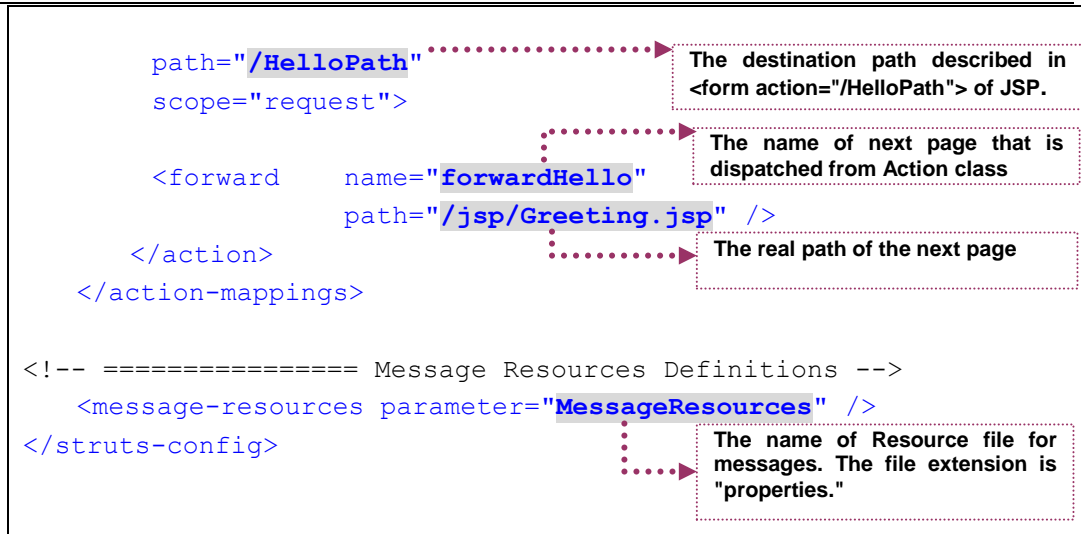 path="/HelloPath"
The destination path described in
<form action="/HelloPath"> of JSP.
scope="request">
The name of next page that is
dispatched from Action class
<forward name="forwardHello"
path="/jsp/Greeting.jsp" />
The real path of the next page
</action>
</action-mappings>
<!-- ================ Message Resources Definitions -->
<message-resources parameter="MessageResources" />
</struts-config>
The name of Resource file for
messages. The file extension is
"properties."